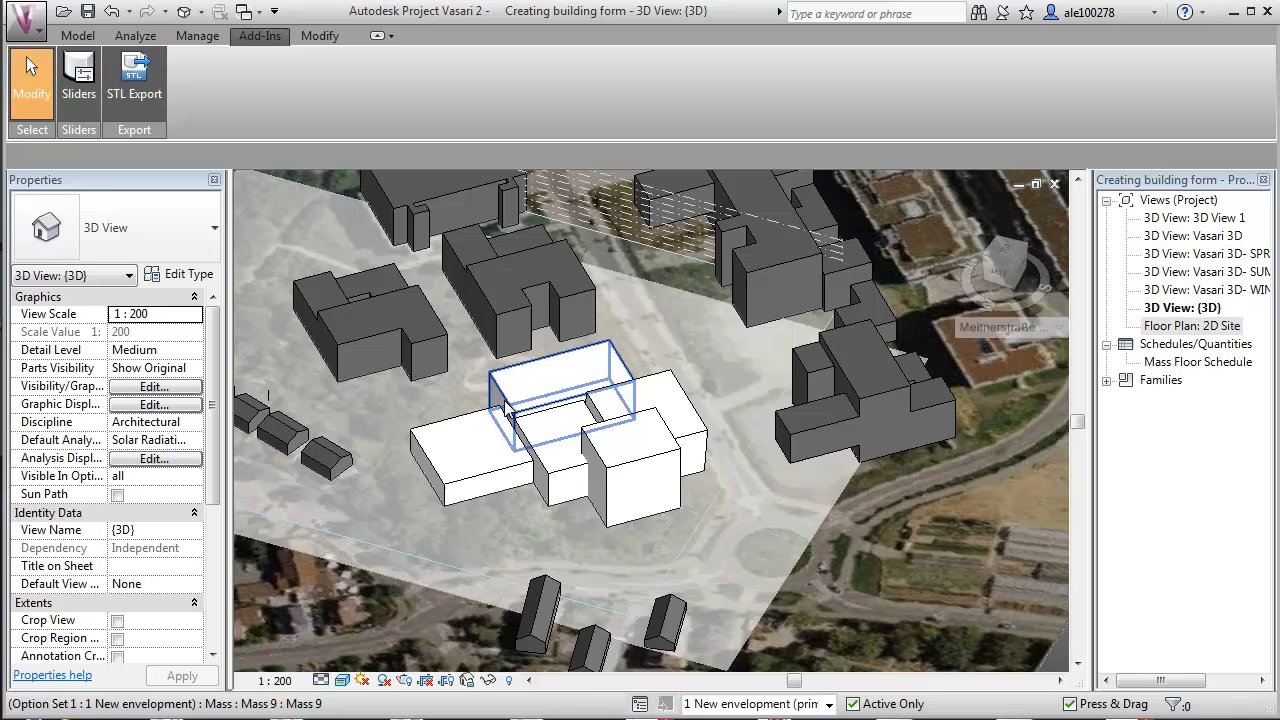 Autodesk Project Vasari 2 - Creating building form - 3D View: {3D}
Type a keyword or phrase
ale100278
Model
Analyze
Manage
Add-Ins
Modify
Modify
Sliders
STL
STL Export
Select
Sliders
Export
Properties
3D View
3D View: {3D}
Edit Type
Graphics
View Scale
1 : 200
Scale Value 1:
200
Detail Level
Medium
Parts Visibility
Show Original
Visibility/Grap...
Edit...
Graphic Displ...
Edit...
Discipline
Architectural
Default Analy...
Solar Radiati...
Analysis Displ...
Edit...
Visible In Opti...
all
Sun Path
Identity Data
View Name
{3D}
Dependency
Independent
Title on Sheet
Default View ...
None
Extents
Crop View
Crop Region ...
Annotation Cr...
Properties help
Apply
Meitnerstraße ...
Creating building form - Pro...
Views (Project)
3D View: 3D View 1
3D View: Vasari 3D
3D View: Vasari 3D- SPR
3D View: Vasari 3D- SUM
3D View: Vasari 3D- WIN
3D View: {3D}
Floor Plan: 2D Site
Schedules/Quantities
Mass Floor Schedule
Families
1 : 200
(Option Set 1 : 1 New envelopment) : Mass : Mass 9 : Mass 9
1 New envelopment (prim
Active Only
Press & Drag
:0